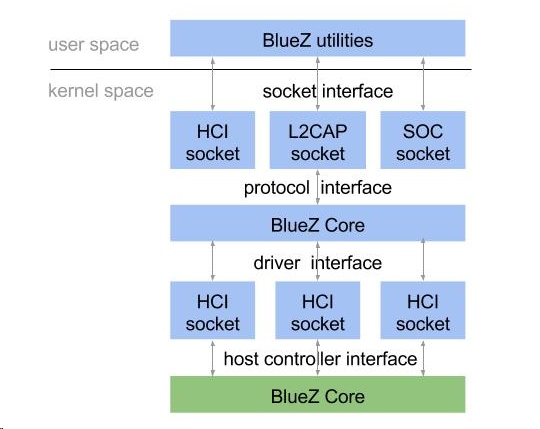 user space
BlueZ utilities
kernel space
socket interface
HCI
socket
L2CAP
socket
SOC
socket
protocol interface
BlueZ Core
driver interface
HCI
socket
HCI
socket
HCI
socket
host controller interface
BlueZ Core